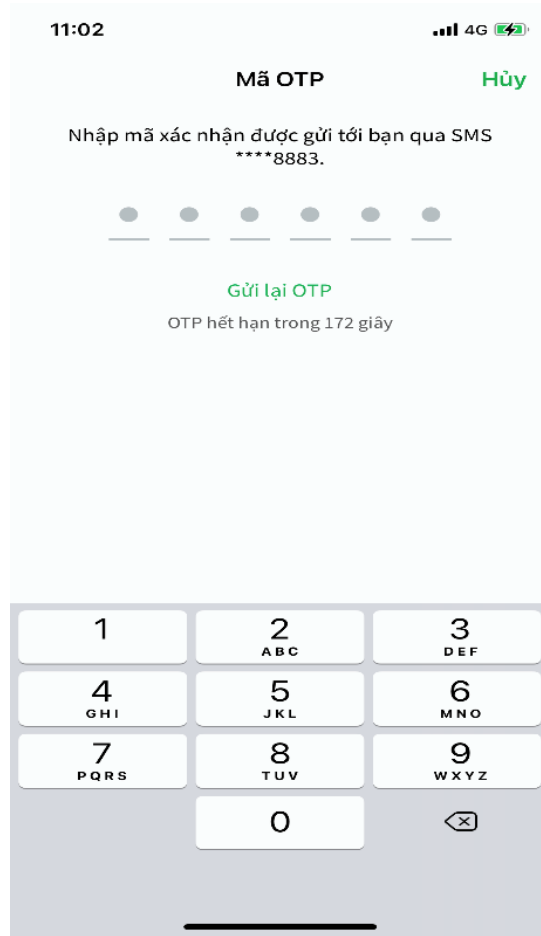 11:02 4G
Mã OTP Hủy
Nhập mã xác nhận được gửi tới bạn qua SMS
****8883.
Gửi lại OTP
OTP hết hạn trong 172 giây
1 2 3
ABC DEF
4 5 6
GHI JKL MNO
7 8 9
PQRS TUV WXYZ
0